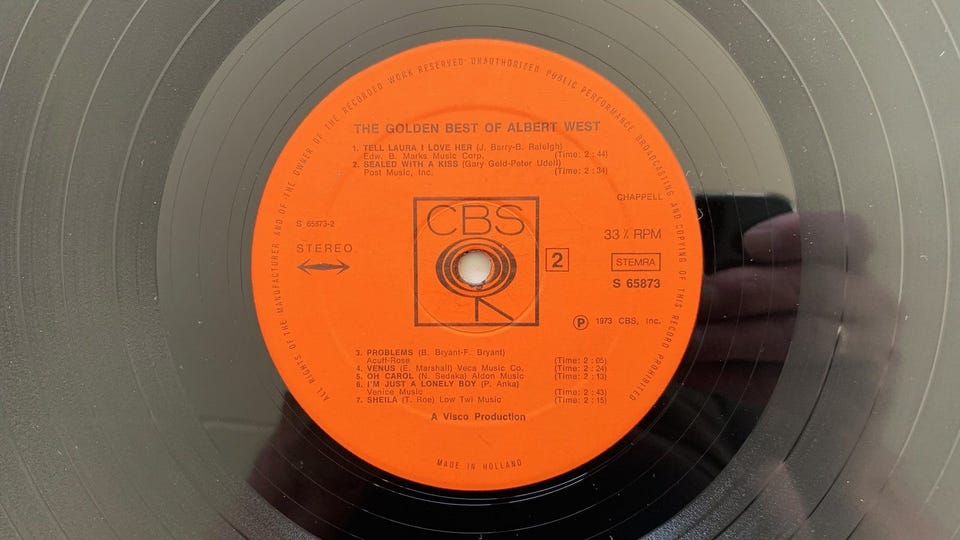 ALL RIGHTS OF THE MANUFACTURER AND OF THE OWNER OF THE RECORDED WORK RESERVED UNAUTHORIZED PUBLIC PERFORMANCE BROADCASTING AND COPYING OF THIS RECORD PROHIBITED
THE GOLDEN BEST OF ALBERT WEST
1. TELL LAURA I LOVE HER (J. Barry-B. Raleigh)
Edw. B. Marks Music Corp. (Time: 2 : 44)
2. SEALED WITH A KISS (Gary Geld-Peter Udell)
Post Music, Inc. (Time: 2 : 34)
CHAPPELL
CBS
S 65873-2
STEREO
33 ⅓ RPM
2
STEMRA
S 65873
Ⓟ 1973 CBS, Inc.
3. PROBLEMS (B. Bryant-F. Bryant)
Acuff-Rose (Time: 2 : 05)
4. VENUS (E. Marshall) Veca Music Co. (Time: 2 : 24)
5. OH CAROL (N. Sedaka) Aldon Music (Time: 2 : 13)
6. I'M JUST A LONELY BOY (P. Anka)
Venice Music (Time: 2 : 43)
7. SHEILA (T. Roe) Low Twi Music (Time: 2 : 15)
A Visco Production
MADE IN HOLLAND